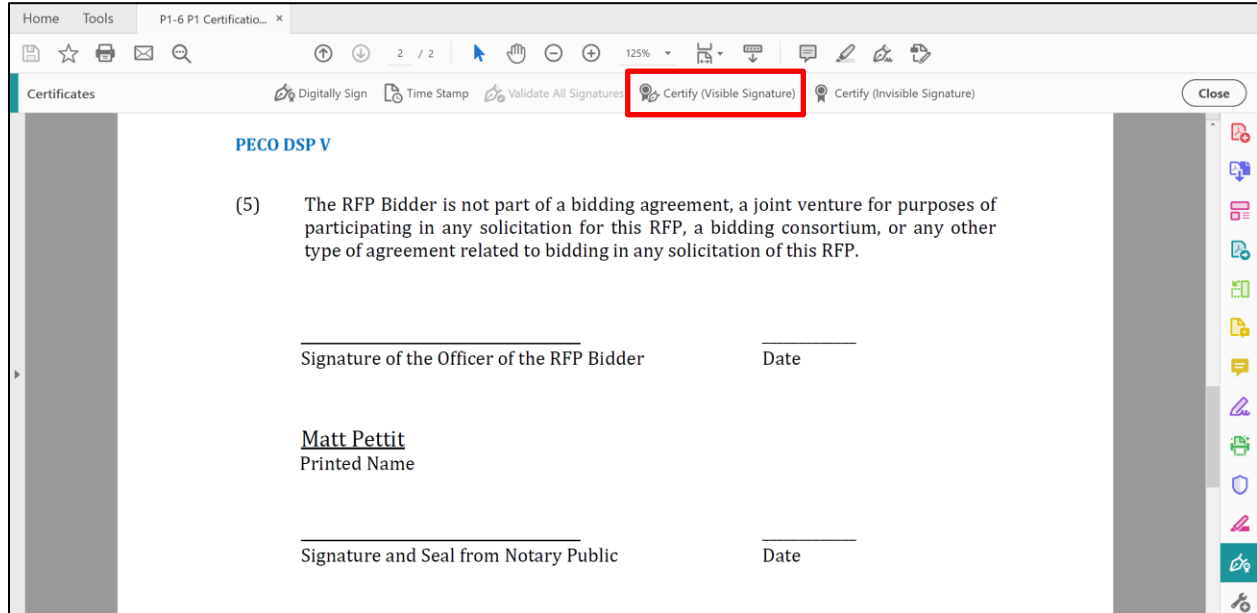 Home Tools P1-6 P1 Certificatio... ×
2 / 2 125%
Certificates Digitally Sign Time Stamp Validate All Signatures Certify (Visible Signature) Certify (Invisible Signature) Close
PECO DSP V
(5) The RFP Bidder is not part of a bidding agreement, a joint venture for purposes of
participating in any solicitation for this RFP, a bidding consortium, or any other
type of agreement related to bidding in any solicitation of this RFP.
Signature of the Officer of the RFP Bidder Date
Matt Pettit
Printed Name
Signature and Seal from Notary Public Date